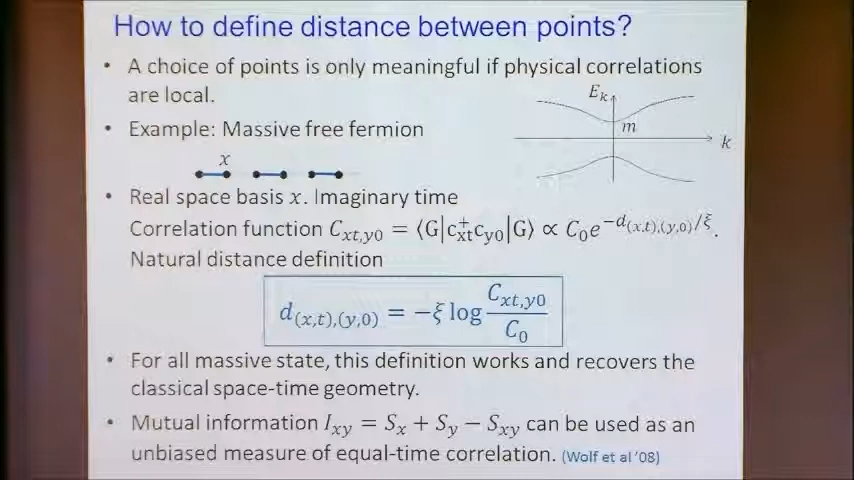 How to define distance between points?
• A choice of points is only meaningful if physical correlations
are local.
E_k
• Example: Massive free fermion
m
k
x
• Real space basis x. Imaginary time
Correlation function C_{xt,y0} = ⟨G|c^+_{xt}c_{y0}|G⟩ ∝ C_0e^{-d_{(x,t),(y,0)}/ξ}.
Natural distance definition
d_{(x,t),(y,0)} = −ξ log \frac{C_{xt,y0}}{C_0}
• For all massive state, this definition works and recovers the
classical space-time geometry.
• Mutual information I_{xy} = S_x + S_y − S_{xy} can be used as an
unbiased measure of equal-time correlation. (Wolf et al '08)